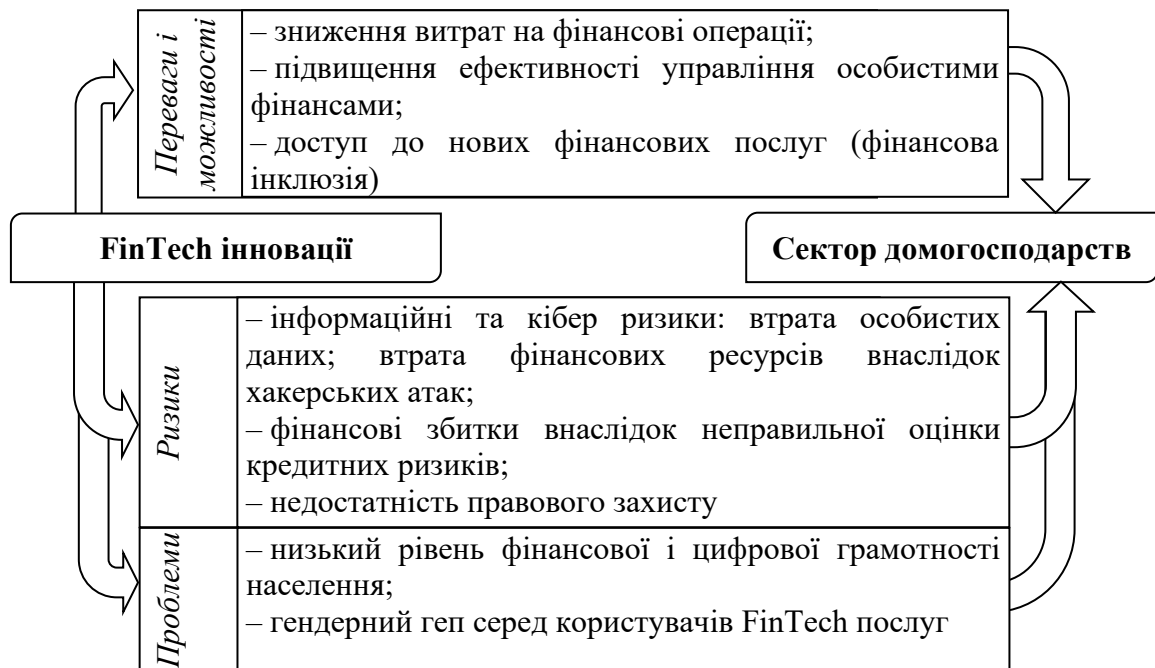 Переваги і
можливості
– зниження витрат на фінансові операції;
– підвищення ефективності управління особистими
фінансами;
– доступ до нових фінансових послуг (фінансова
інклюзія)
FinTech інновації
Сектор домогосподарств
Ризики
– інформаційні та кібер ризики: втрата особистих
даних; втрата фінансових ресурсів внаслідок
хакерських атак;
– фінансові збитки внаслідок неправильної оцінки
кредитних ризиків;
– недостатність правового захисту
Проблеми
– низький рівень фінансової і цифрової грамотності
населення;
– гендерний геп серед користувачів FinTech послуг